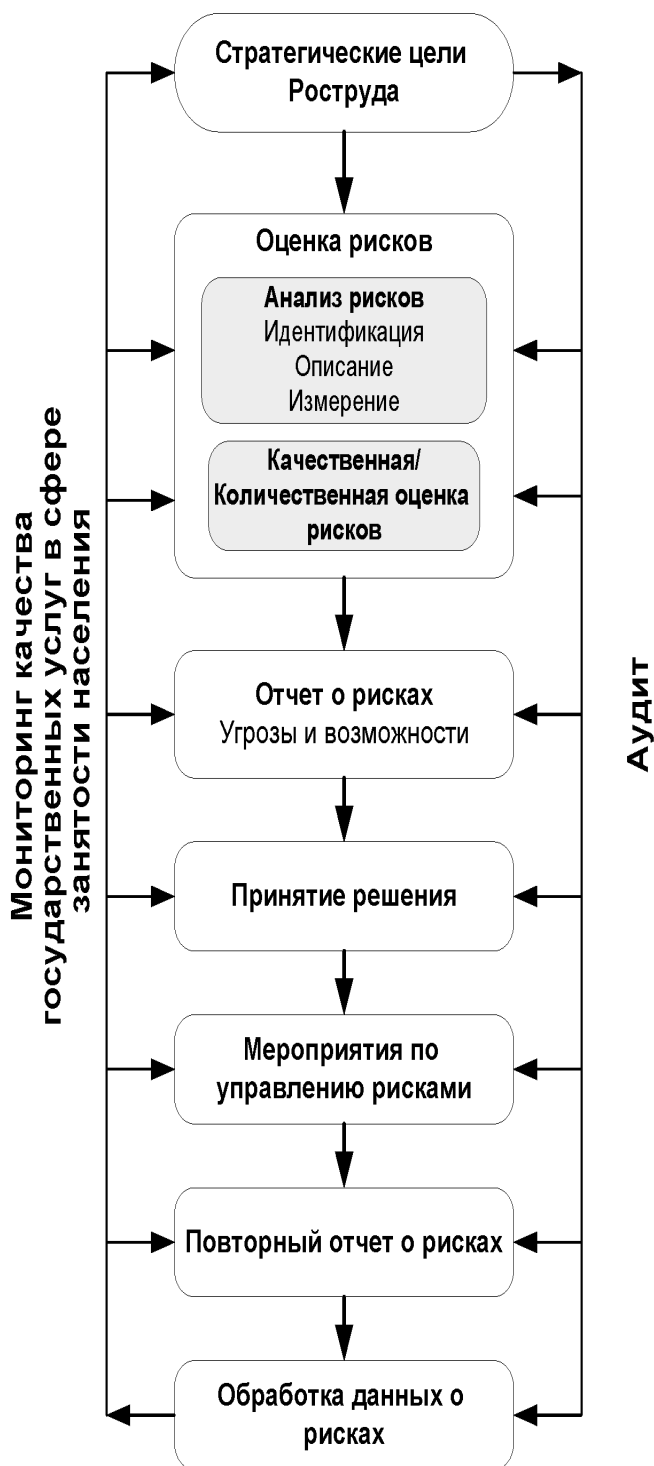 Стратегические цели
Роструда
Оценка рисков
Анализ рисков
Идентификация
Описание
Измерение
Качественная/
Количественная оценка
рисков
Отчет о рисках
Угрозы и возможности
Принятие решения
Мероприятия по
управлению рисками
Повторный отчет о рисках
Обработка данных о
рисках
Мониторинг качества
государственных услуг в сфере
занятости населения
Аудит